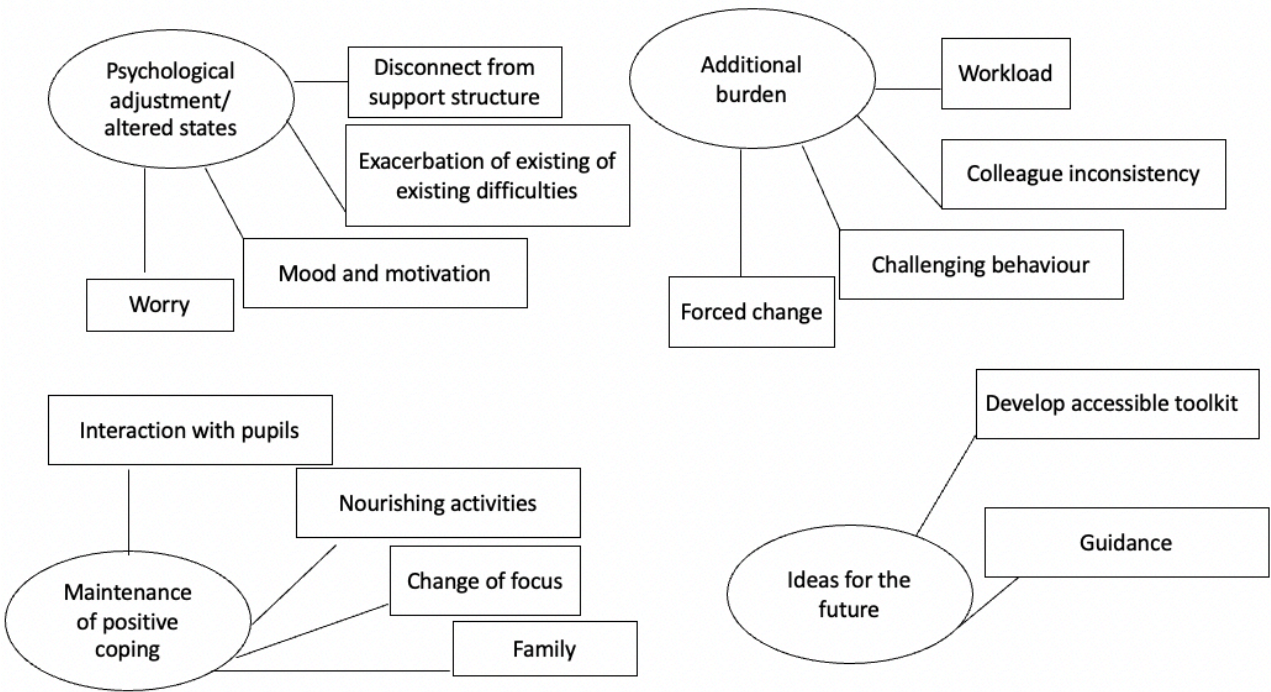 Psychological
adjustment/
altered states
Disconnect from
support structure
Exacerbation of existing of
existing difficulties
Mood and motivation
Worry
Additional
burden
Workload
Colleague inconsistency
Challenging behaviour
Forced change
Interaction with pupils
Nourishing activities
Change of focus
Family
Maintenance
of positive
coping
Develop accessible toolkit
Guidance
Ideas for the
future